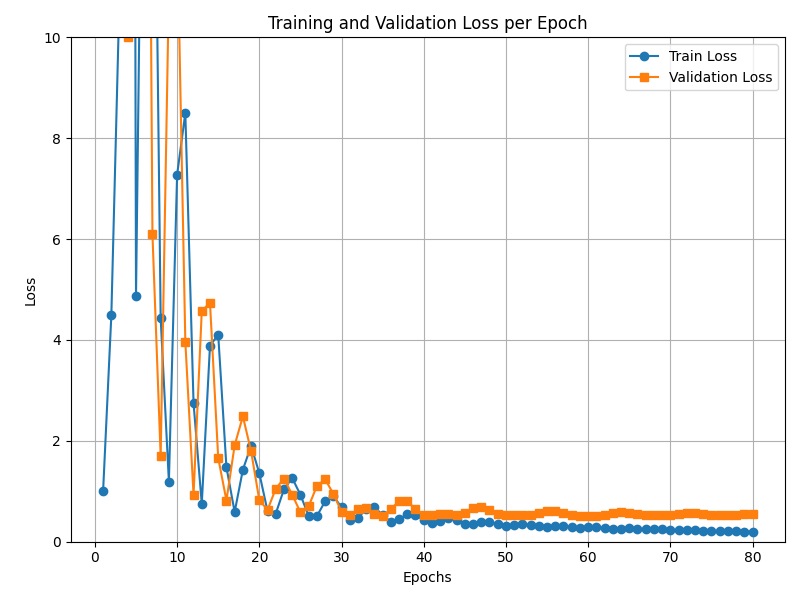 Training and Validation Loss per Epoch
Train Loss
Validation Loss
Loss
10
8
6
4
2
0
0 10 20 30 40 50 60 70 80
Epochs